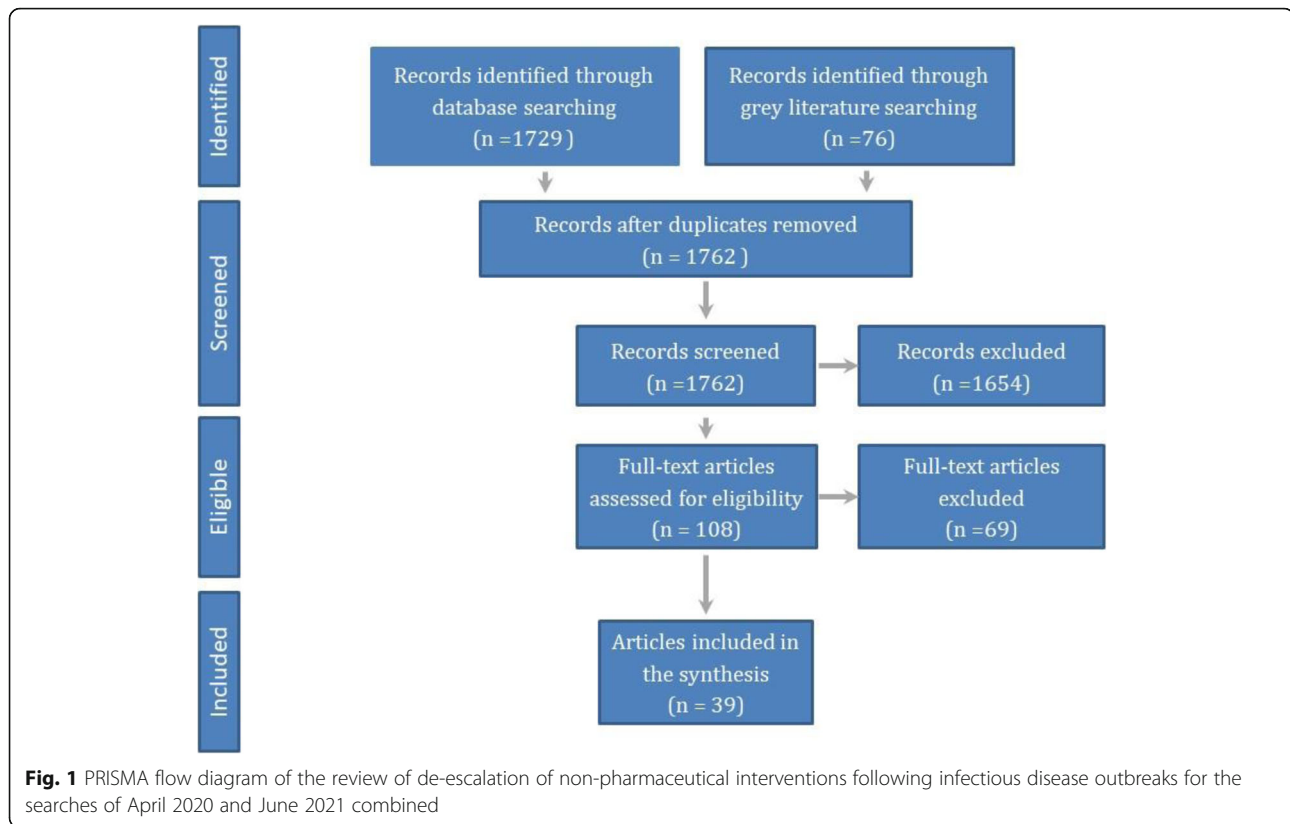 Identified
Records identified through
database searching
(n =1729 )
Records identified through
grey literature searching
(n =76)
Screened
Records after duplicates removed
(n = 1762 )
Records screened
(n =1762)
Records excluded
(n =1654)
Eligible
Full-text articles
assessed for eligibility
(n = 108)
Full-text articles
excluded
(n =69)
Included
Articles included in
the synthesis
(n = 39)
Fig. 1 PRISMA flow diagram of the review of de-escalation of non-pharmaceutical interventions following infectious disease outbreaks for the
searches of April 2020 and June 2021 combined